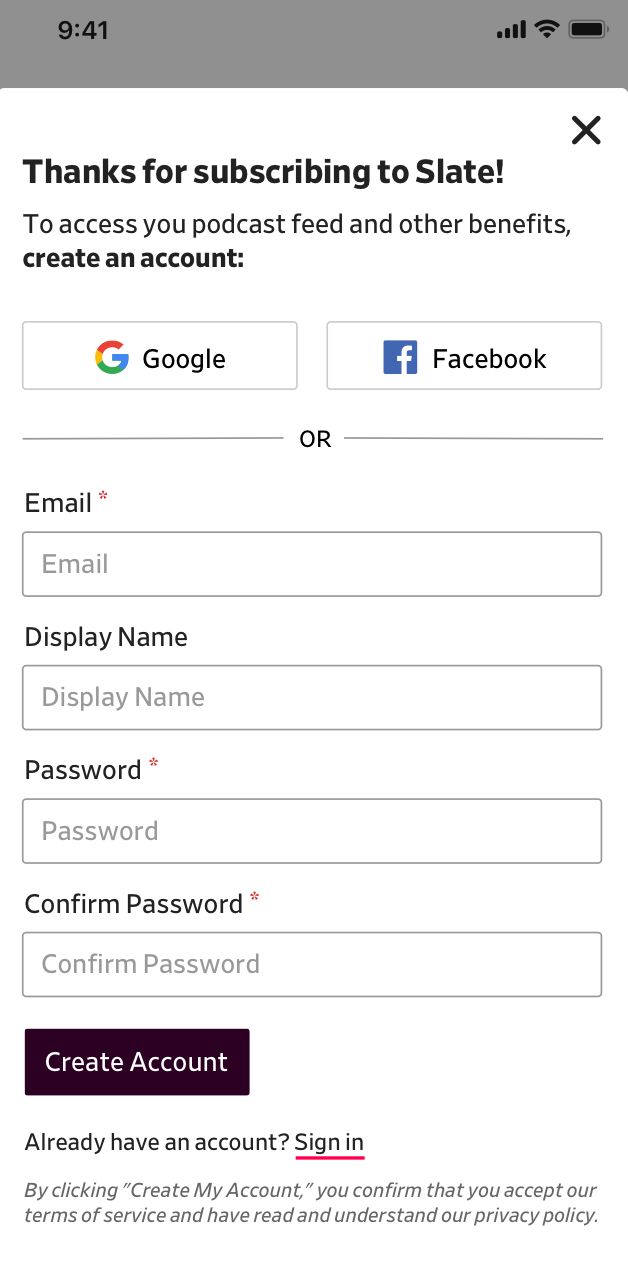 9:41
Thanks for subscribing to Slate!
To access you podcast feed and other benefits,
create an account:
Google
Facebook
OR
Email *
Email
Display Name
Display Name
Password *
Password
Confirm Password *
Confirm Password
Create Account
Already have an account? Sign in
By clicking "Create My Account," you confirm that you accept our
terms of service and have read and understand our privacy policy.